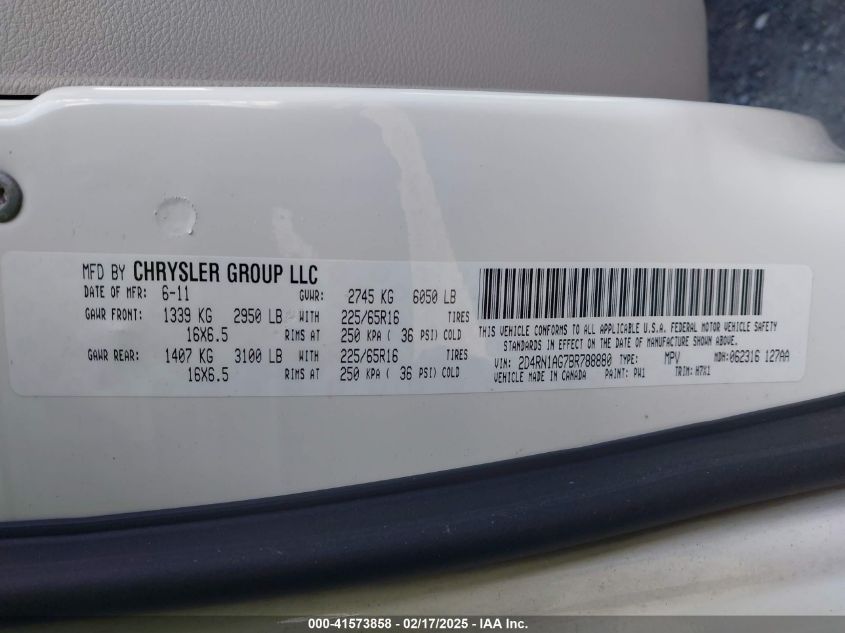 MFD BY CHRYSLER GROUP LLC
DATE OF MFR: 6-11 GVWR: 2745 KG 6050 LB
GAWR FRONT: 1339 KG 2950 LB WITH 225/65R16 TIRES
16X6.5 RIMS AT 250 KPA ( 36 PSI) COLD
GAWR REAR: 1407 KG 3100 LB WITH 225/65R16 TIRES
16X6.5 RIMS AT 250 KPA ( 36 PSI) COLD
THIS VEHICLE CONFORMS TO ALL APPLICABLE U.S.A. FEDERAL MOTOR VEHICLE SAFETY
STANDARDS IN EFFECT ON THE DATE OF MANUFACTURE SHOWN ABOVE.
VIN: 2D4RN1AG7BR788880 TYPE: MPV MDH:062316 127AA
VEHICLE MADE IN CANADA PAINT: PW1 TRIM: H7X1
000-41573858 - 02/17/2025 - IAA Inc.